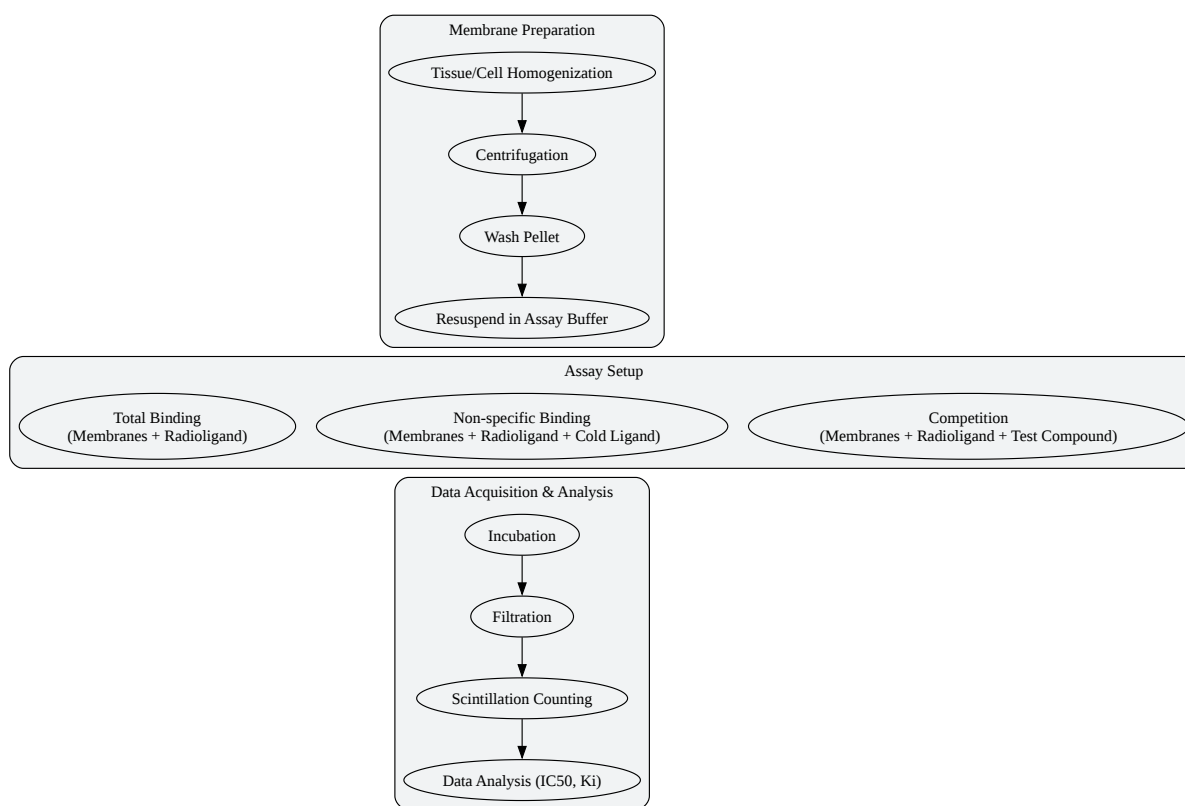 Membrane Preparation
Tissue/Cell Homogenization
Centrifugation
Wash Pellet
Resuspend in Assay Buffer
Assay Setup
Total Binding
(Membranes + Radioligand)
Non-specific Binding
(Membranes + Radioligand + Cold Ligand)
Competition
(Membranes + Radioligand + Test Compound)
Data Acquisition & Analysis
Incubation
Filtration
Scintillation Counting
Data Analysis (IC50, Ki)